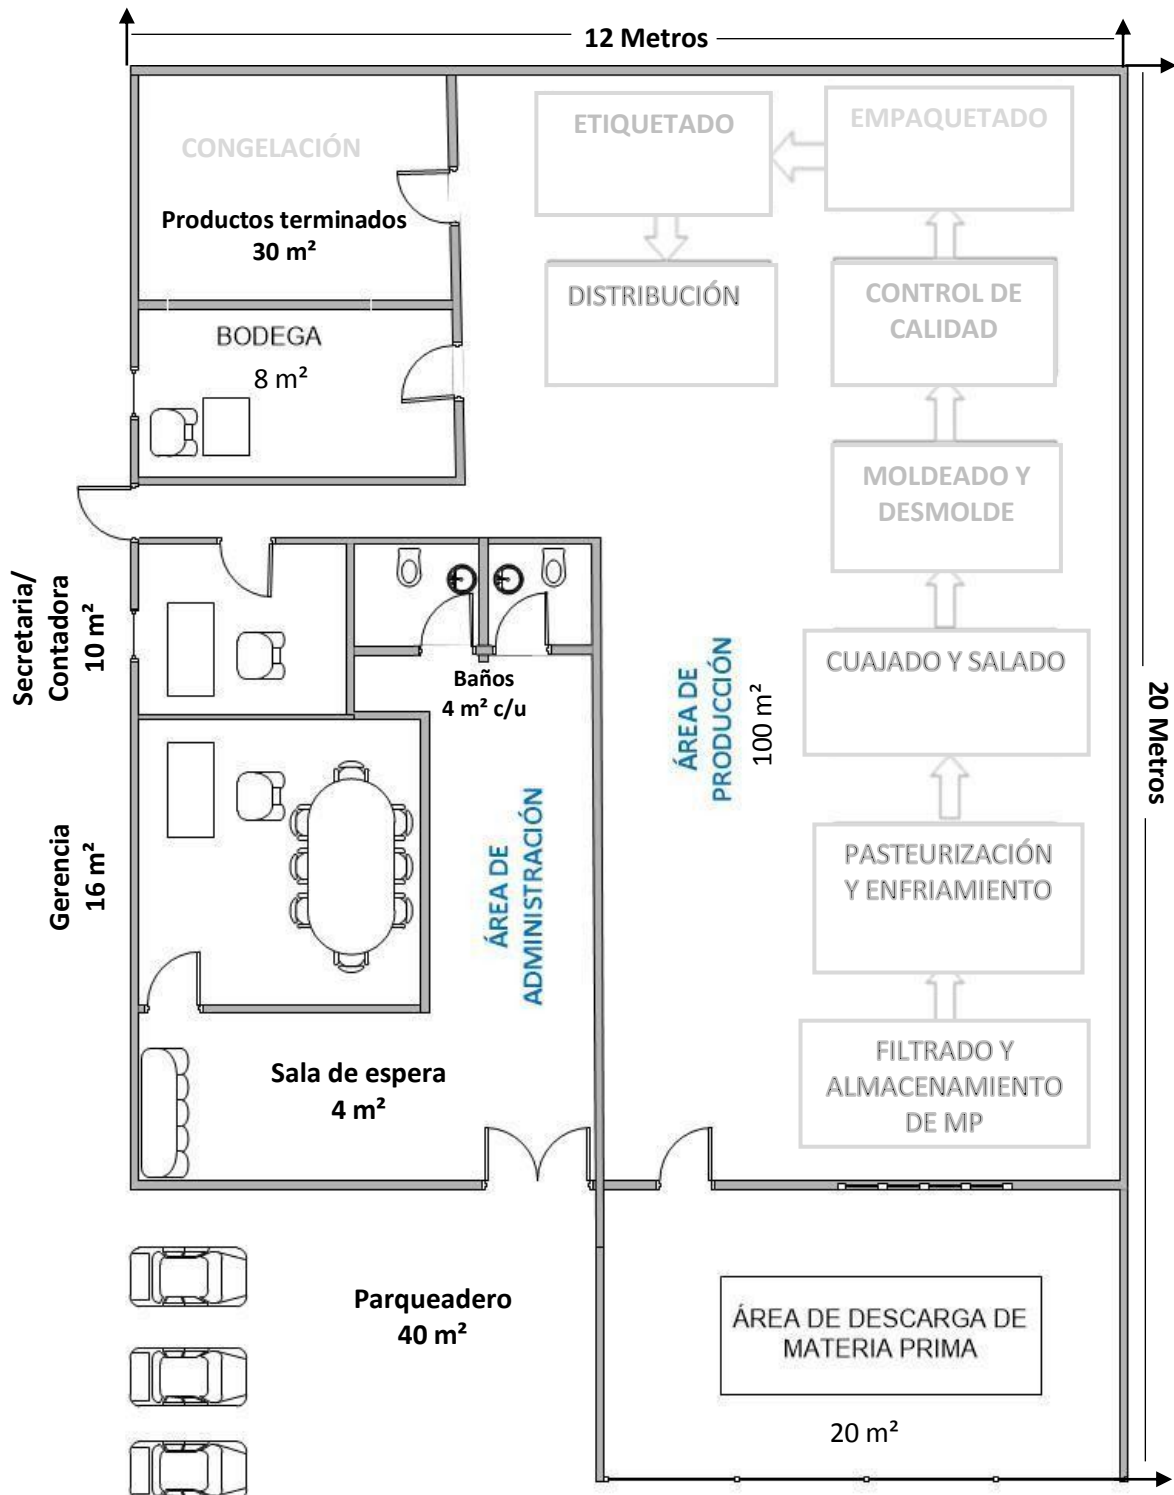 12 Metros
CONGELACIÓN
Productos terminados
30 m²
BODEGA
8 m²
ETIQUETADO
EMPAQUETADO
DISTRIBUCIÓN
CONTROL DE
CALIDAD
MOLDEADO Y
DESMOLDE
CUAJADO Y SALADO
PASTEURIZACIÓN
Y ENFRIAMIENTO
FILTRADO Y
ALMACENAMIENTO
DE MP
Secretaria/
Contadora
10 m²
Baños
4 m² c/u
ÁREA DE
PRODUCCIÓN
100 m²
20 Metros
Gerencia
16 m²
ÁREA DE
ADMINISTRACIÓN
Sala de espera
4 m²
Parqueadero
40 m²
ÁREA DE DESCARGA DE
MATERIA PRIMA
20 m²